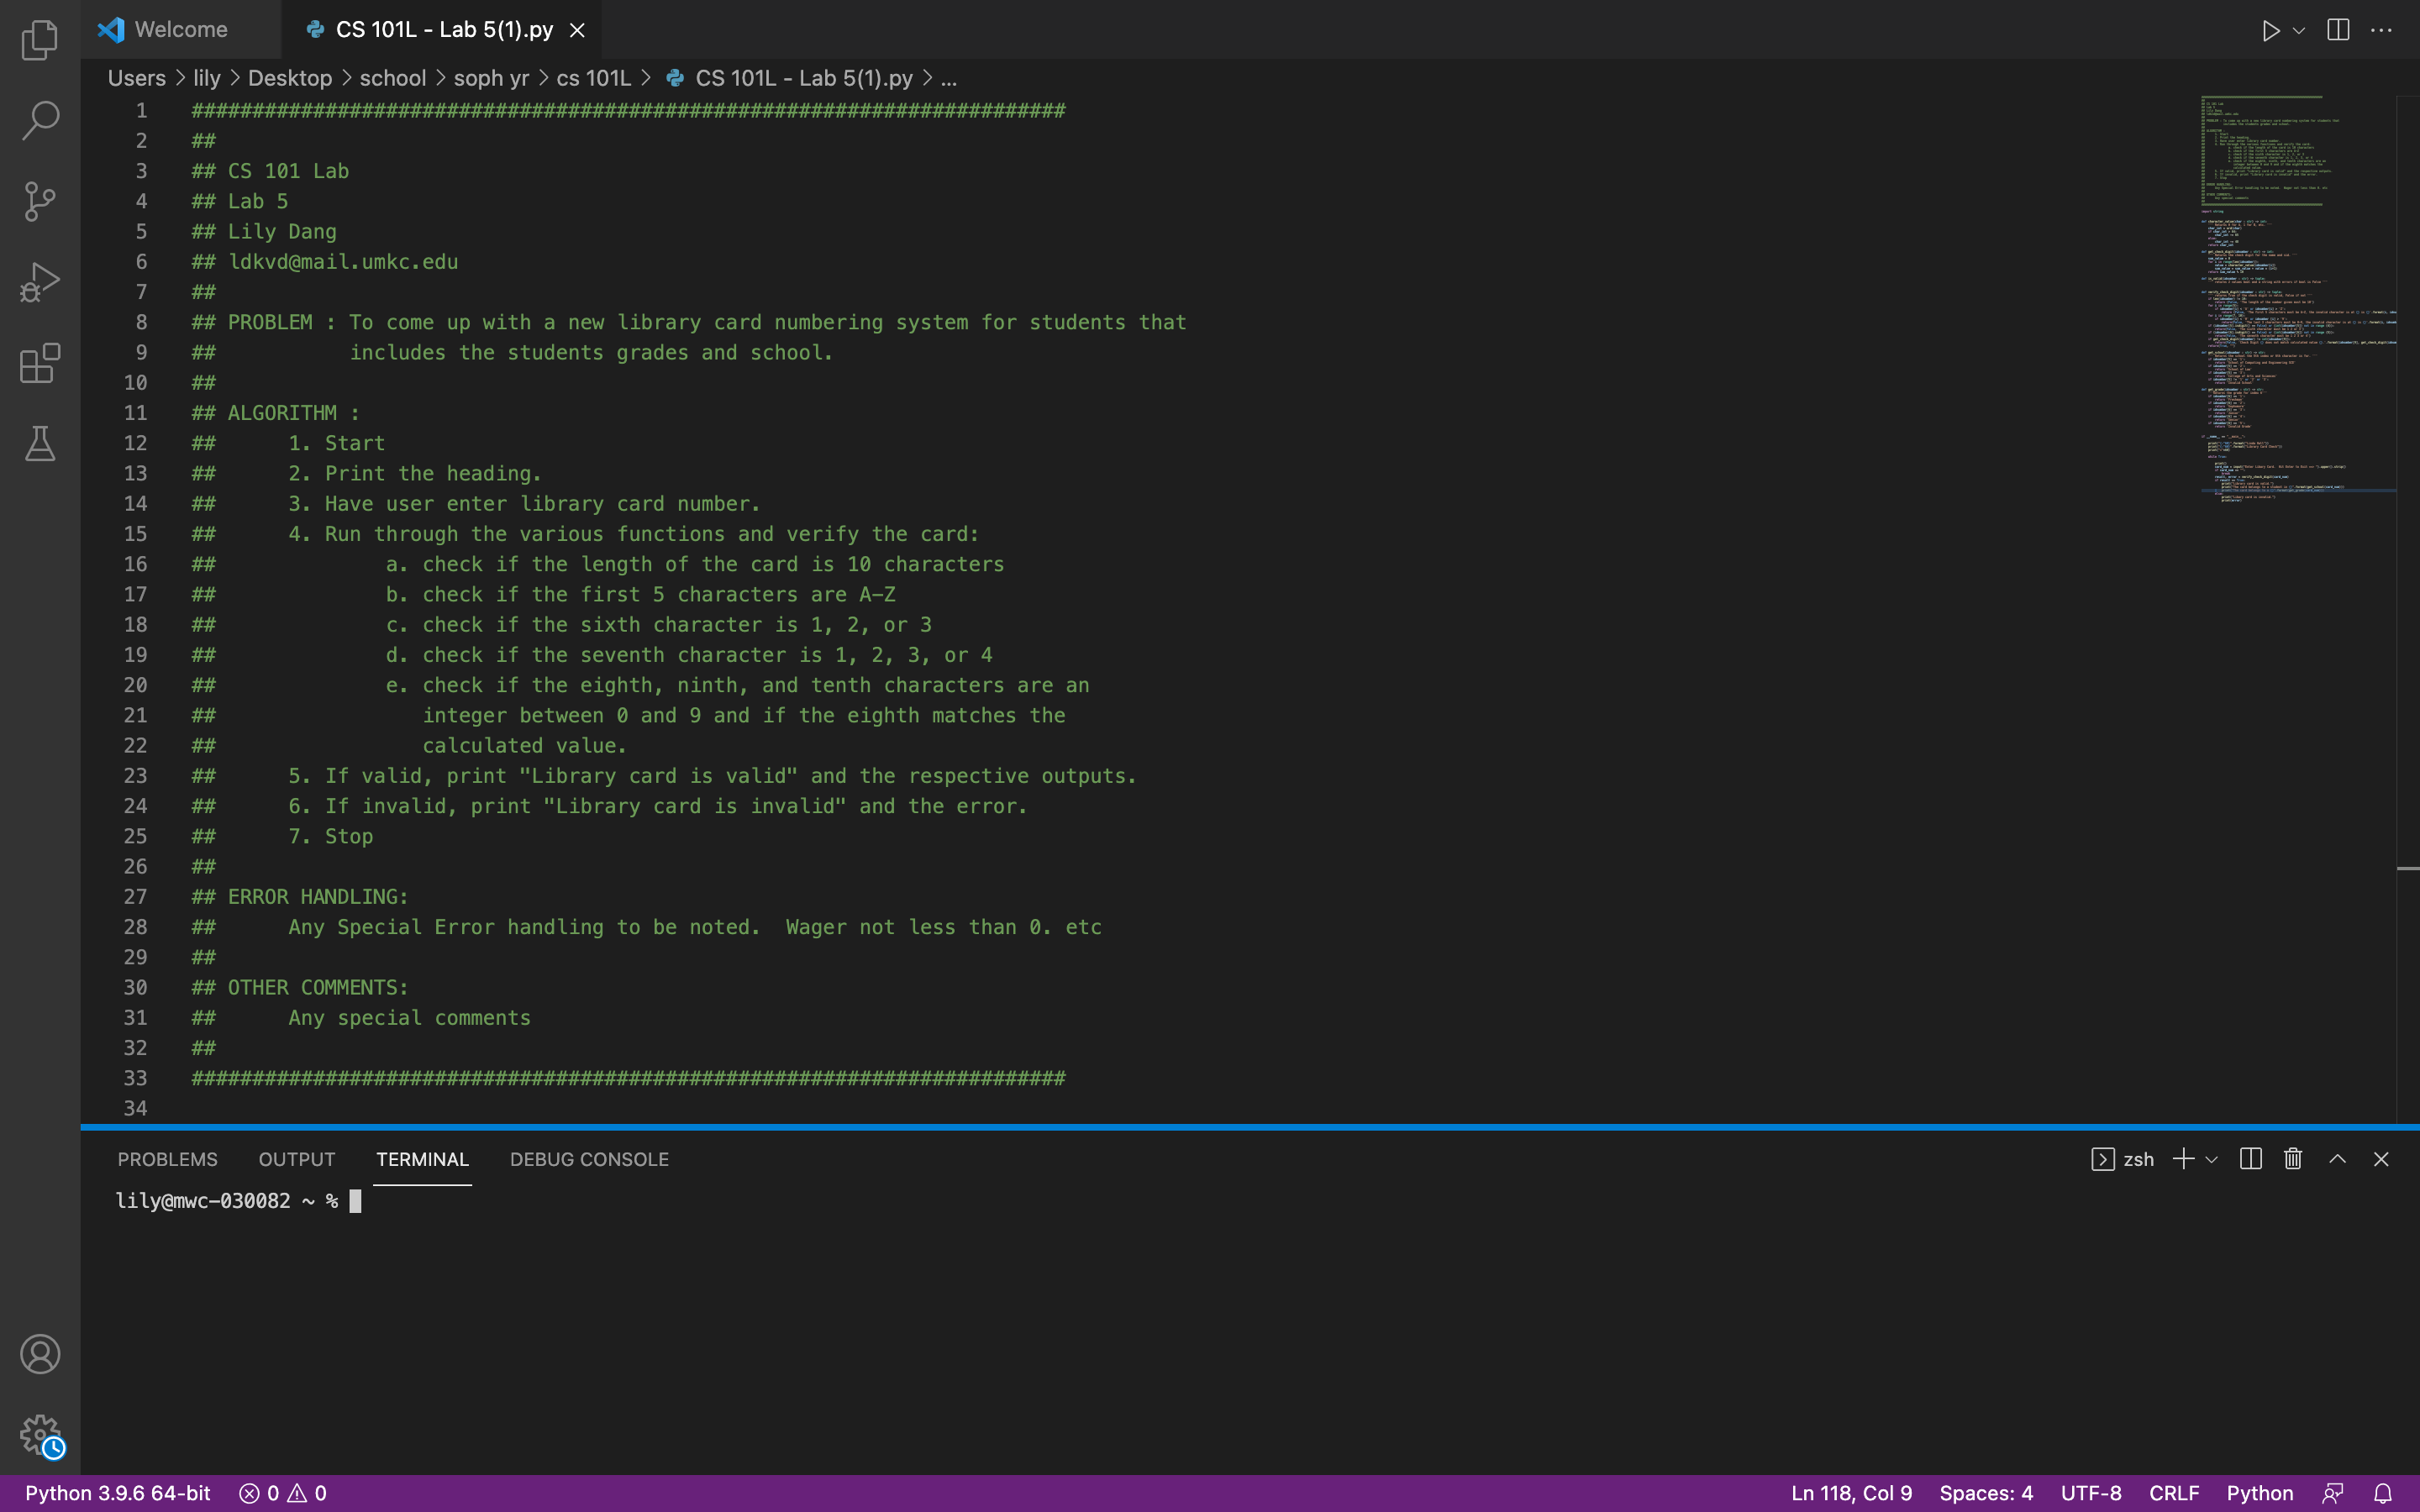 Welcome
CS 101L - Lab 5(1).py
Users > lily > Desktop > school > soph yr > cs 101L > CS 101L - Lab 5(1).py > ...
1 ########################################################################
2 ##
3 ## CS 101 Lab
4 ## Lab 5
5 ## Lily Dang
6 ## ldkvd@mail.umkc.edu
7 ##
8 ## PROBLEM : To come up with a new library card numbering system for students that
9 ##           includes the students grades and school.
10 ##
11 ## ALGORITHM :
12 ##      1. Start
13 ##      2. Print the heading.
14 ##      3. Have user enter library card number.
15 ##      4. Run through the various functions and verify the card:
16 ##              a. check if the length of the card is 10 characters
17 ##              b. check if the first 5 characters are A-Z
18 ##              c. check if the sixth character is 1, 2, or 3
19 ##              d. check if the seventh character is 1, 2, 3, or 4
20 ##              e. check if the eighth, ninth, and tenth characters are an
21 ##                 integer between 0 and 9 and if the eighth matches the
22 ##                 calculated value.
23 ##      5. If valid, print "Library card is valid" and the respective outputs.
24 ##      6. If invalid, print "Library card is invalid" and the error.
25 ##      7. Stop
26 ##
27 ## ERROR HANDLING:
28 ##      Any Special Error handling to be noted.  Wager not less than 0. etc
29 ##
30 ## OTHER COMMENTS:
31 ##      Any special comments
32 ##
33 ########################################################################
34
PROBLEMS OUTPUT TERMINAL DEBUG CONSOLE zsh
lily@mwc-030082 ~ %
Python 3.9.6 64-bit 0 0 Ln 118, Col 9 Spaces: 4 UTF-8 CRLF Python